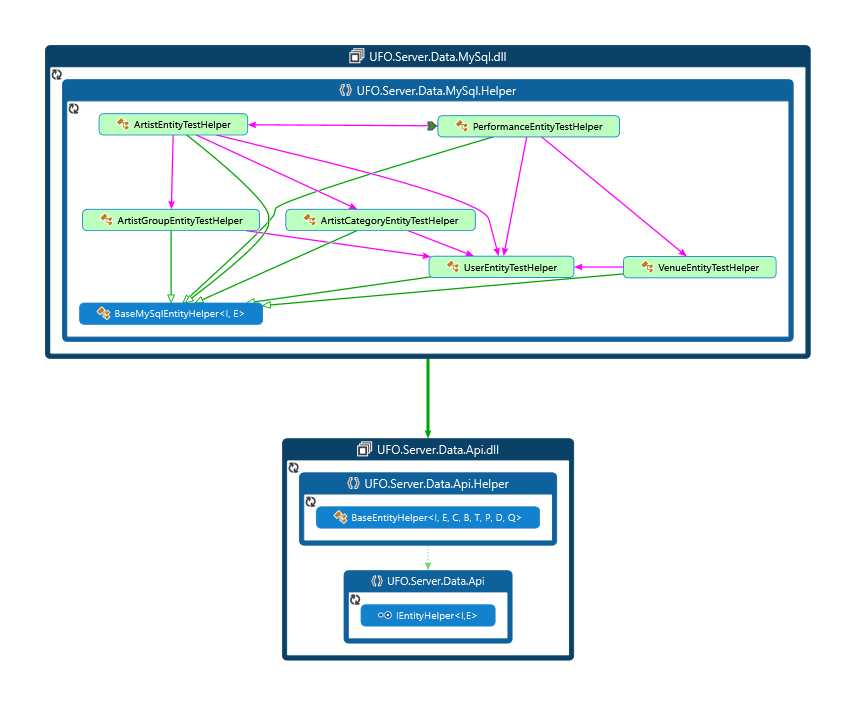 UFO.Server.Data.MySql.dll
UFO.Server.Data.MySql.Helper
ArtistEntityTestHelper
PerformanceEntityTestHelper
ArtistGroupEntityTestHelper
ArtistCategoryEntityTestHelper
UserEntityTestHelper
VenueEntityTestHelper
BaseMySqlEntityHelper<I, E>
UFO.Server.Data.Api.dll
UFO.Server.Data.Api.Helper
BaseEntityHelper<I, E, C, B, T, P, D, Q>
UFO.Server.Data.Api
IEntityHelper<I,E>